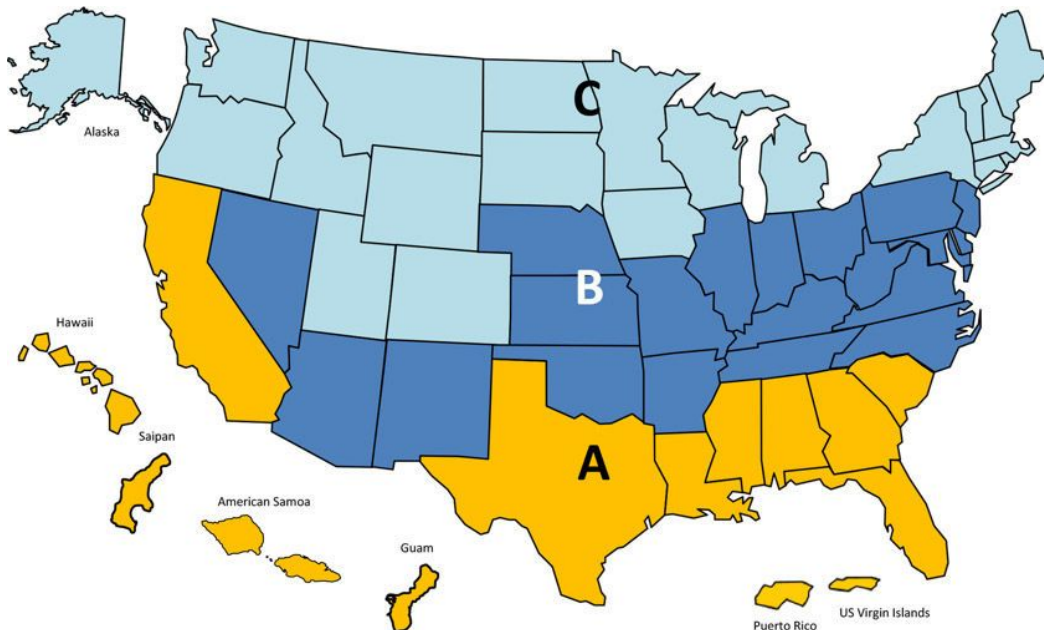 C
Alaska
B
Hawaii
Saipan
A
American Samoa
Guam
US Virgin Islands
Puerto Rico